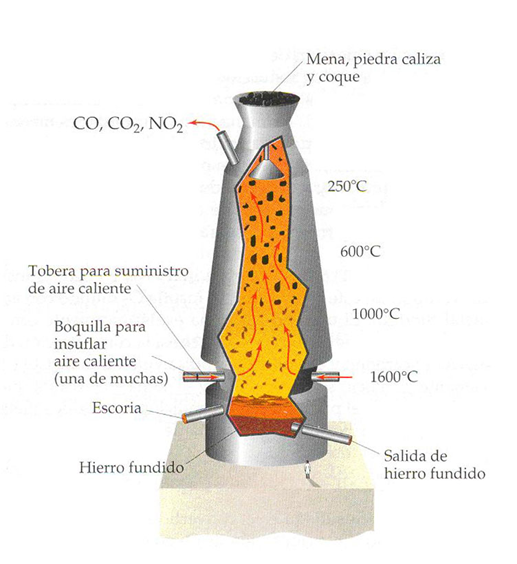 Mena, piedra caliza
y coque
CO, CO₂, NO₂
250°C
600°C
Tobera para suministro
de aire caliente
1000°C
Boquilla para
insuflar
aire caliente
(una de muchas)
1600°C
Escoria
Hierro fundido
Salida de
hierro fundido